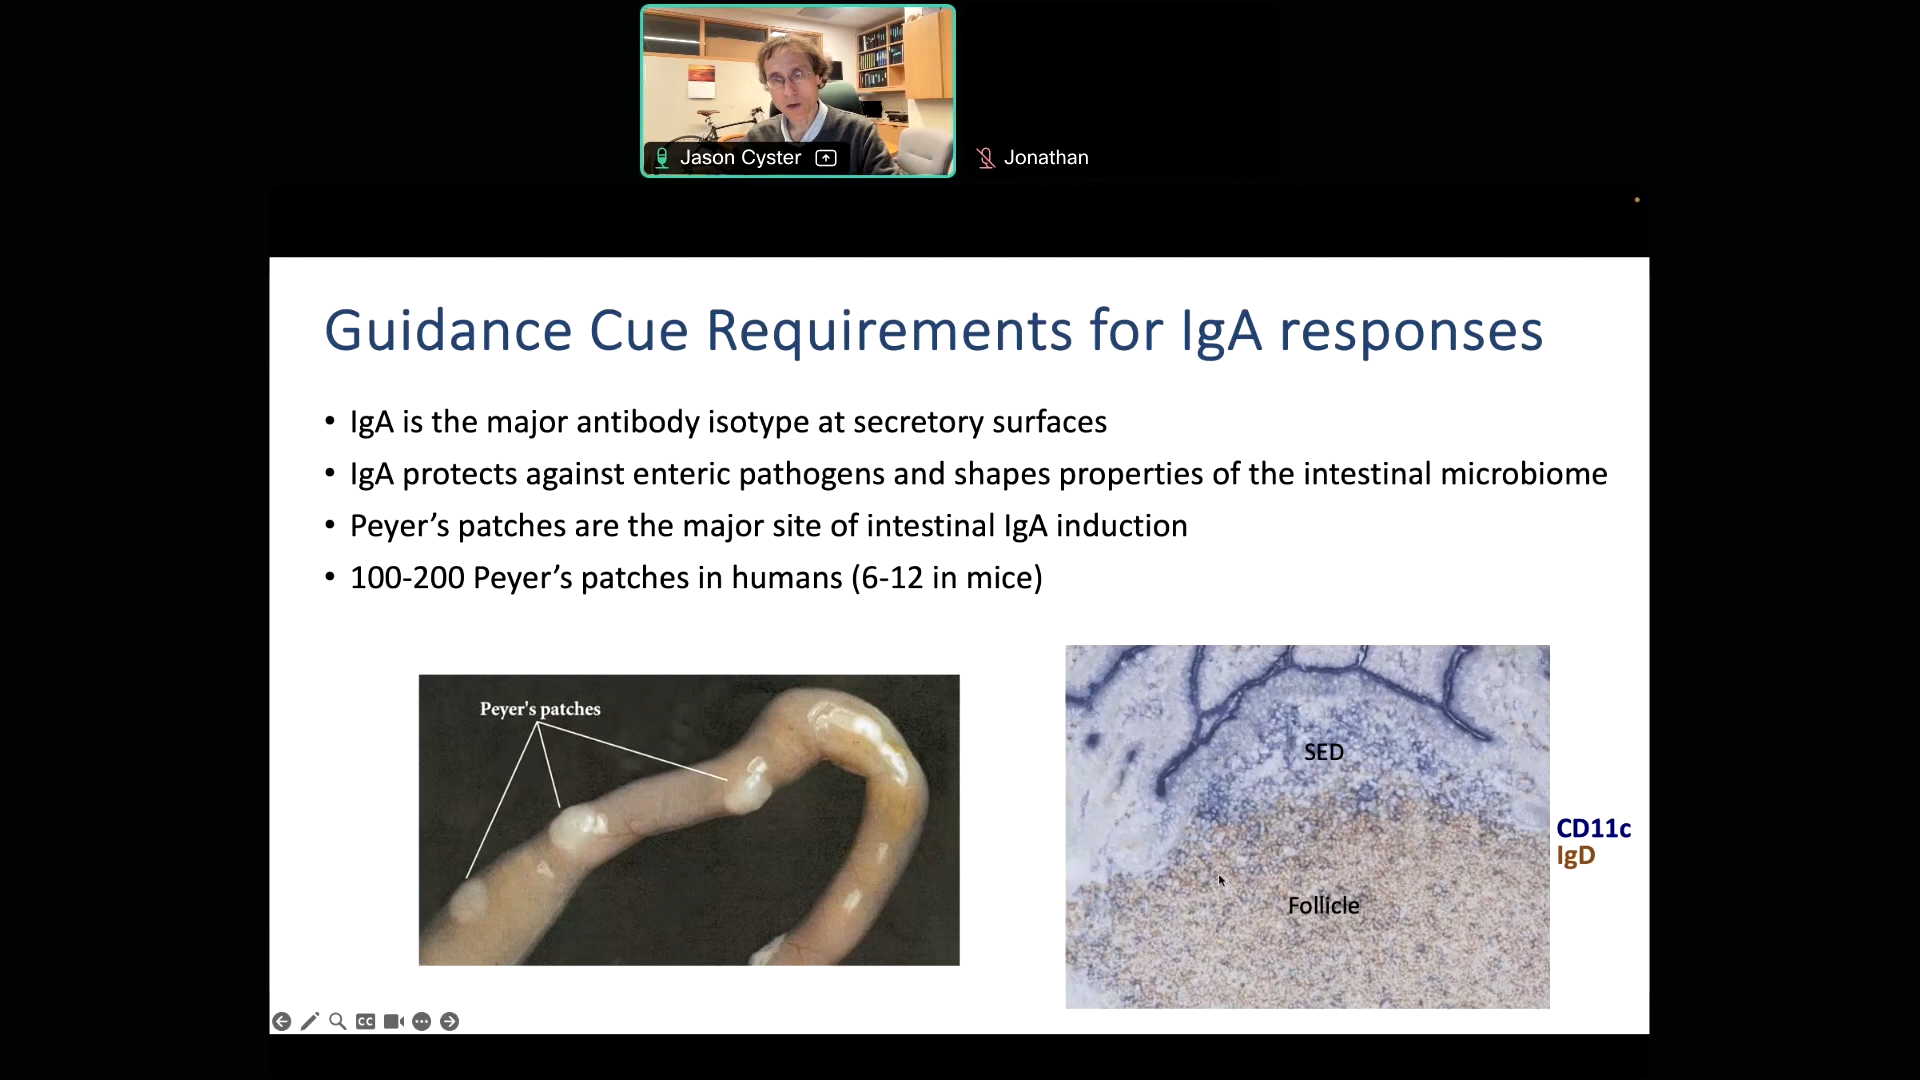 Jason Cyster
Jonathan
Guidance Cue Requirements for IgA responses
• IgA is the major antibody isotype at secretory surfaces
• IgA protects against enteric pathogens and shapes properties of the intestinal microbiome
• Peyer’s patches are the major site of intestinal IgA induction
• 100-200 Peyer’s patches in humans (6-12 in mice)
Peyer's patches
SED
Follicle
CD11c
IgD
CC